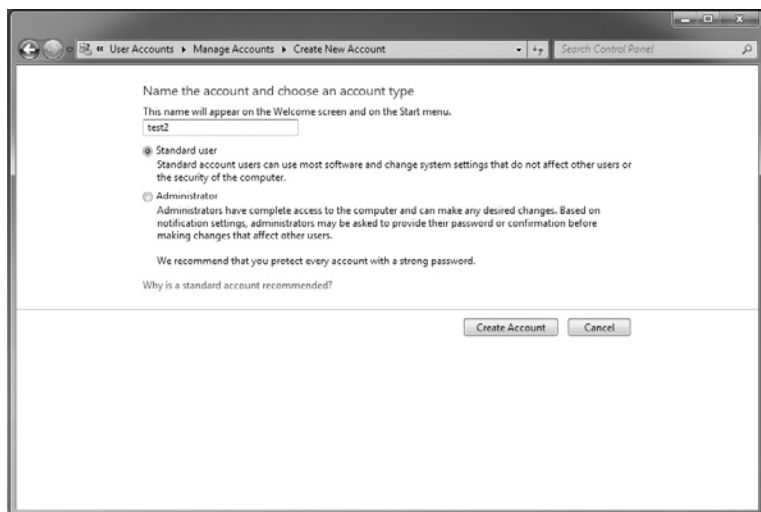 « User Accounts ▸ Manage Accounts ▸ Create New Account
Search Control Panel
Name the account and choose an account type
This name will appear on the Welcome screen and on the Start menu.
test2
Standard user
Standard account users can use most software and change system settings that do not affect other users or
the security of the computer.
Administrator
Administrators have complete access to the computer and can make any desired changes. Based on
notification settings, administrators may be asked to provide their password or confirmation before
making changes that affect other users.
We recommend that you protect every account with a strong password.
Why is a standard account recommended?
Create Account
Cancel